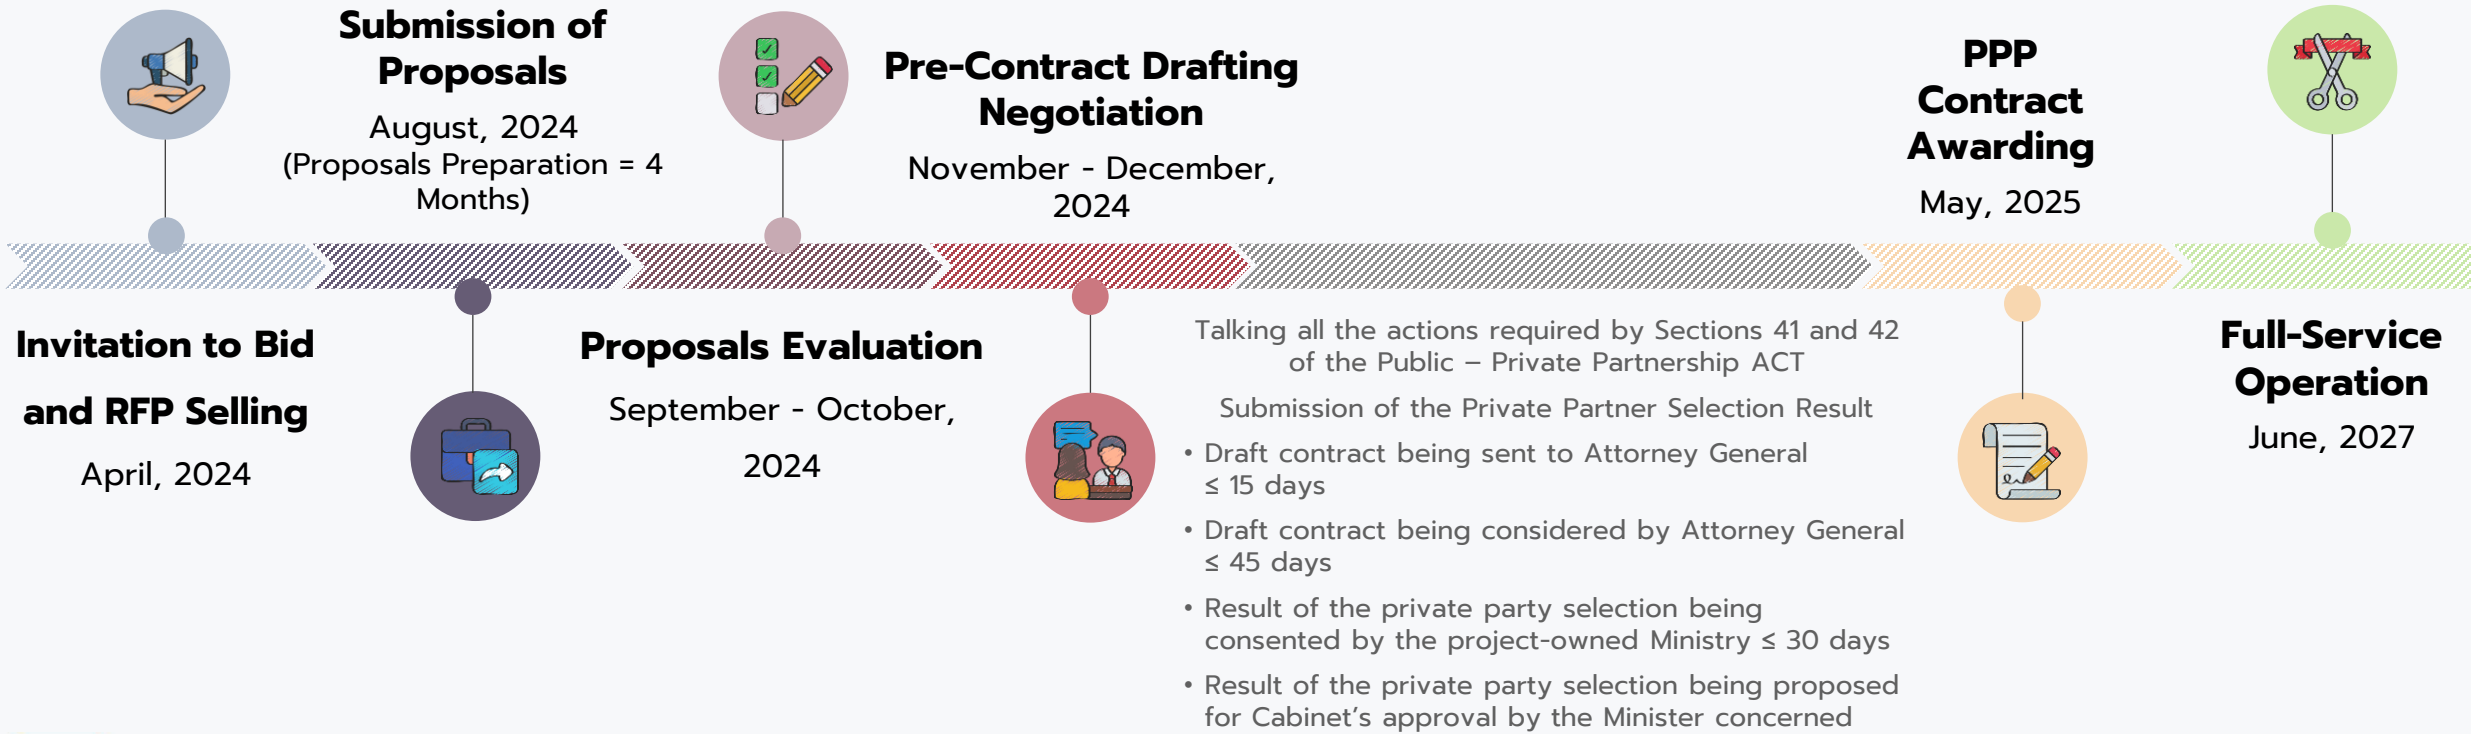 Invitation to Bid
and RFP Selling
April, 2024
Submission of
Proposals
August, 2024
(Proposals Preparation = 4
Months)
Proposals Evaluation
September - October,
2024
Pre-Contract Drafting
Negotiation
November - December,
2024
Talking all the actions required by Sections 41 and 42
of the Public – Private Partnership ACT
Submission of the Private Partner Selection Result
• Draft contract being sent to Attorney General
≤ 15 days
• Draft contract being considered by Attorney General
≤ 45 days
• Result of the private party selection being
consented by the project-owned Ministry ≤ 30 days
• Result of the private party selection being proposed
for Cabinet’s approval by the Minister concerned
PPP
Contract
Awarding
May, 2025
Full-Service
Operation
June, 2027